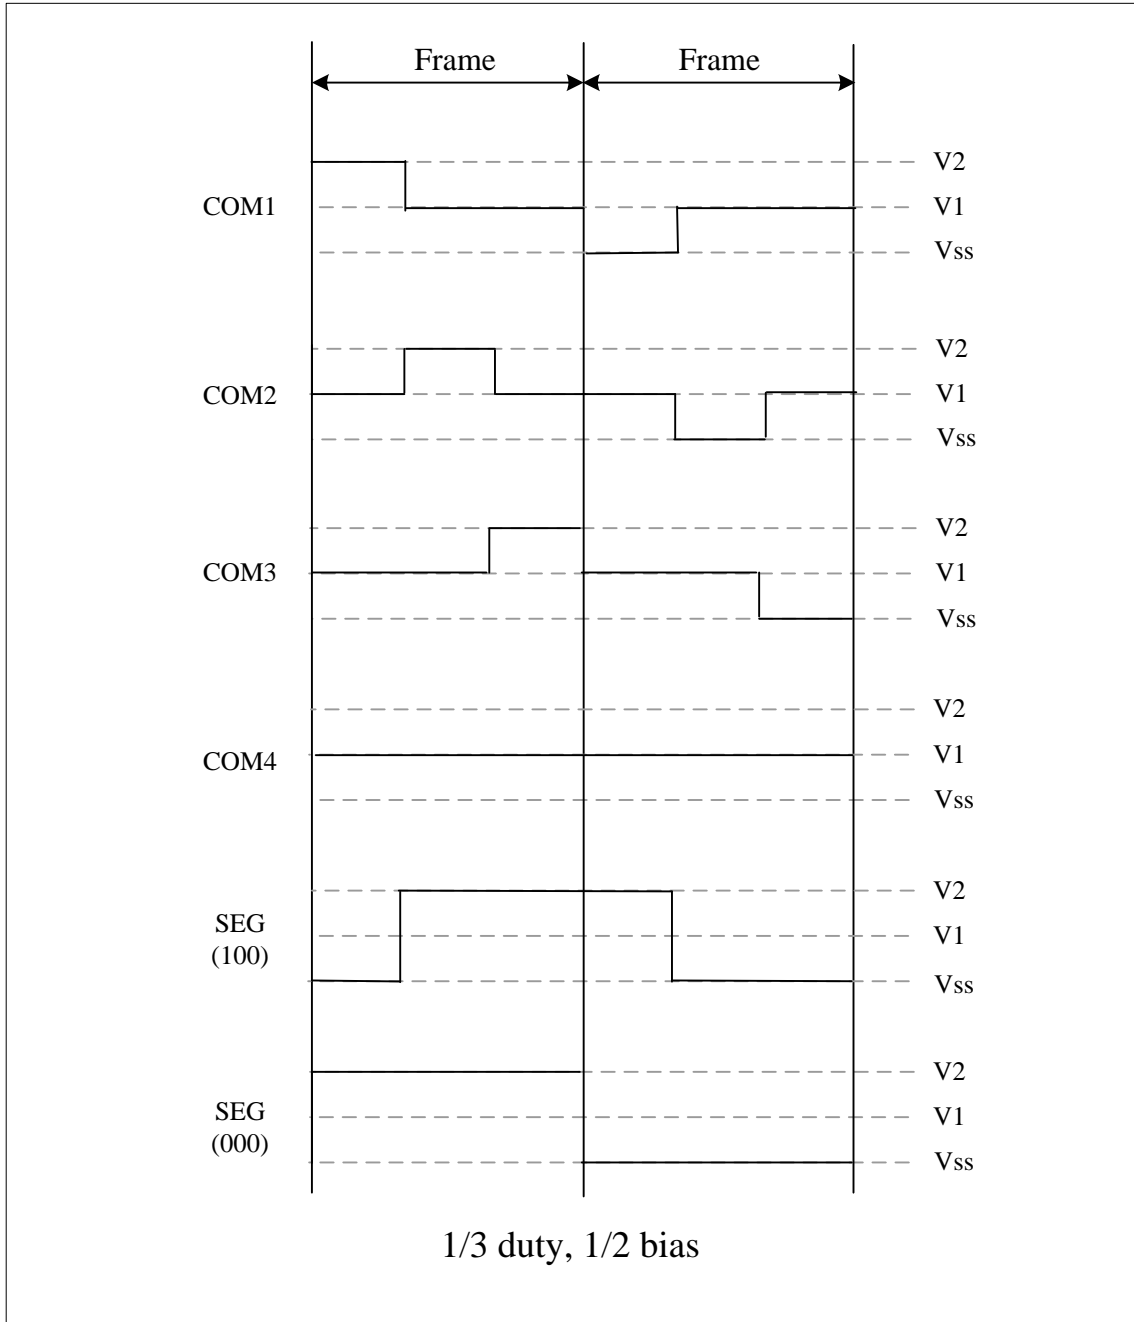 Frame Frame
V2
COM1 V1
Vss
V2
COM2 V1
Vss
V2
COM3 V1
Vss
V2
COM4 V1
Vss
V2
SEG
(100)
V1
Vss
V2
SEG
(000)
V1
Vss
1/3 duty, 1/2 bias